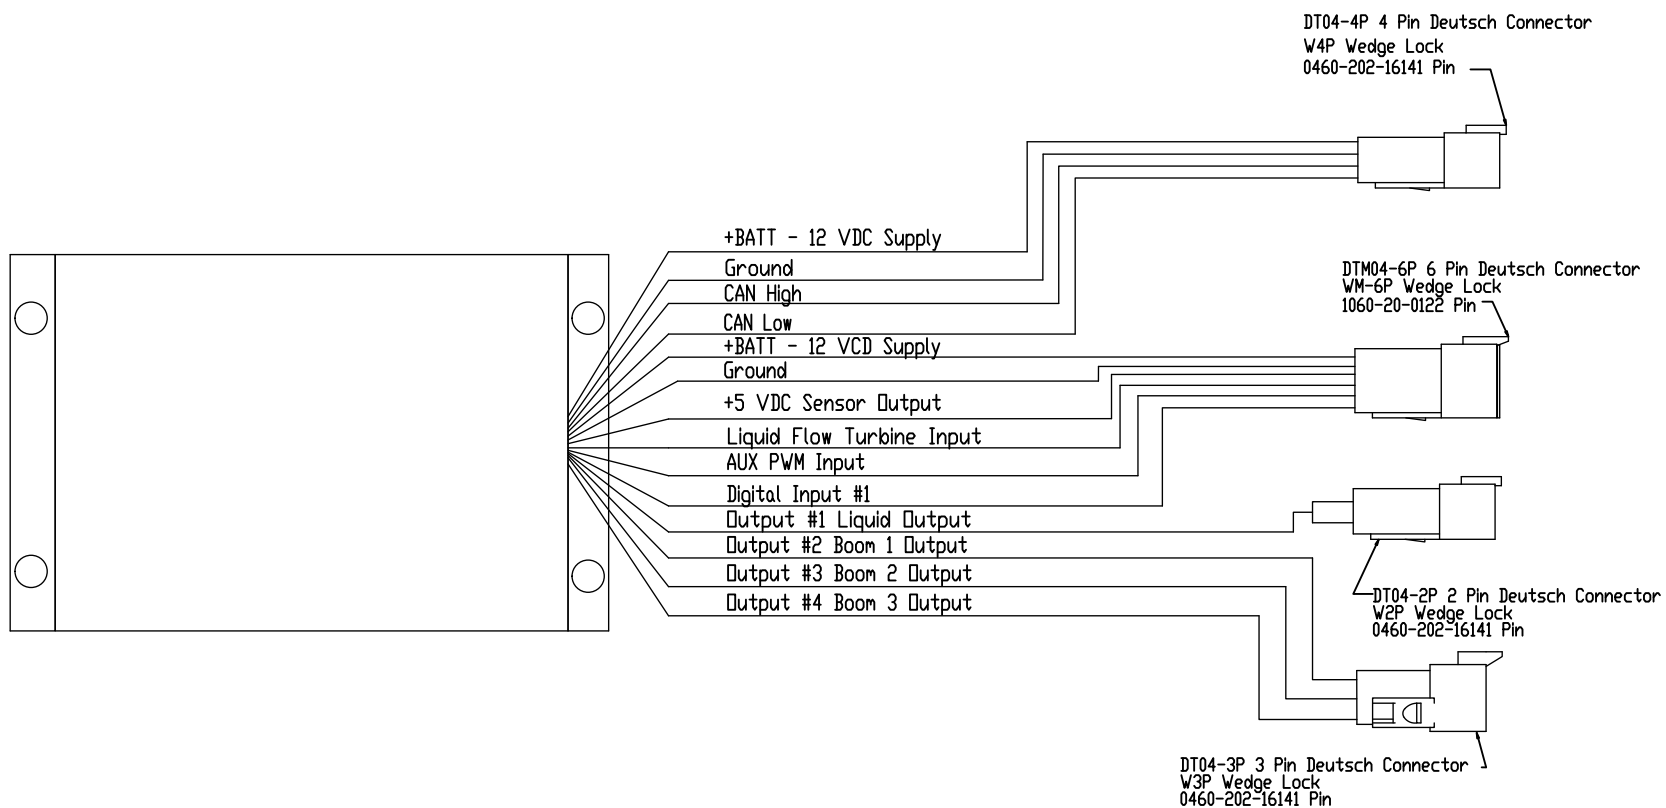 DT04-4P 4 Pin Deutsch Connector
W4P Wedge Lock
0460-202-16141 Pin
+BATT - 12 VDC Supply
Ground
CAN High
CAN Low
+BATT - 12 VCD Supply
Ground
+5 VDC Sensor Output
Liquid Flow Turbine Input
AUX PWM Input
Digital Input #1
Output #1 Liquid Output
Output #2 Boom 1 Output
Output #3 Boom 2 Output
Output #4 Boom 3 Output
DTM04-6P 6 Pin Deutsch Connector
WM-6P Wedge Lock
1060-20-0122 Pin
DT04-2P 2 Pin Deutsch Connector
W2P Wedge Lock
0460-202-16141 Pin
DT04-3P 3 Pin Deutsch Connector
W3P Wedge Lock
0460-202-16141 Pin